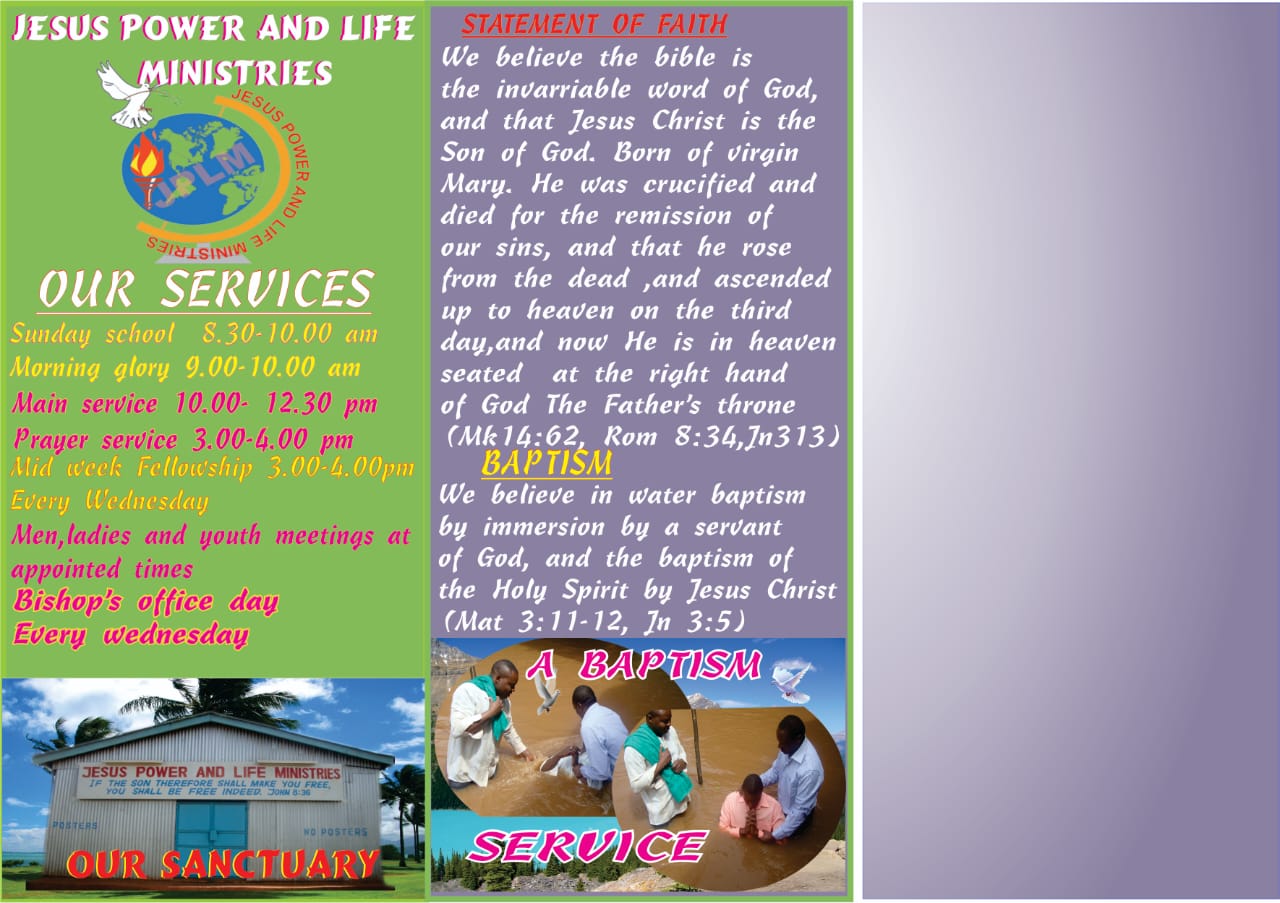 JESUS POWER AND LIFE
MINISTRIES
JESUS POWER AND LIFE MINISTRIES
JPLM
OUR SERVICES
Sunday school 8.30-10.00 am
Morning glory 9.00-10.00 am
Main service 10.00- 12.30 pm
Prayer service 3.00-4.00 pm
Mid week Fellowship 3.00-4.00pm
Every Wednesday
Men,ladies and youth meetings at
appointed times
Bishop's office day
Every wednesday
JESUS POWER AND LIFE MINISTRIES
IF THE SON THEREFORE SHALL MAKE YOU FREE,
YOU SHALL BE FREE INDEED. JOHN 8:36
POSTERS
NO POSTERS
OUR SANCTUARY
STATEMENT OF FAITH
We believe the bible is
the invarriable word of God,
and that Jesus Christ is the
Son of God. Born of virgin
Mary. He was crucified and
died for the remission of
our sins, and that he rose
from the dead ,and ascended
up to heaven on the third
day,and now He is in heaven
seated at the right hand
of God The Father's throne
(Mk14:62, Rom 8:34,Jn313)
BAPTISM
We believe in water baptism
by immersion by a servant
of God, and the baptism of
the Holy Spirit by Jesus Christ
(Mat 3:11-12, Jn 3:5)
A BAPTISM
SERVICE